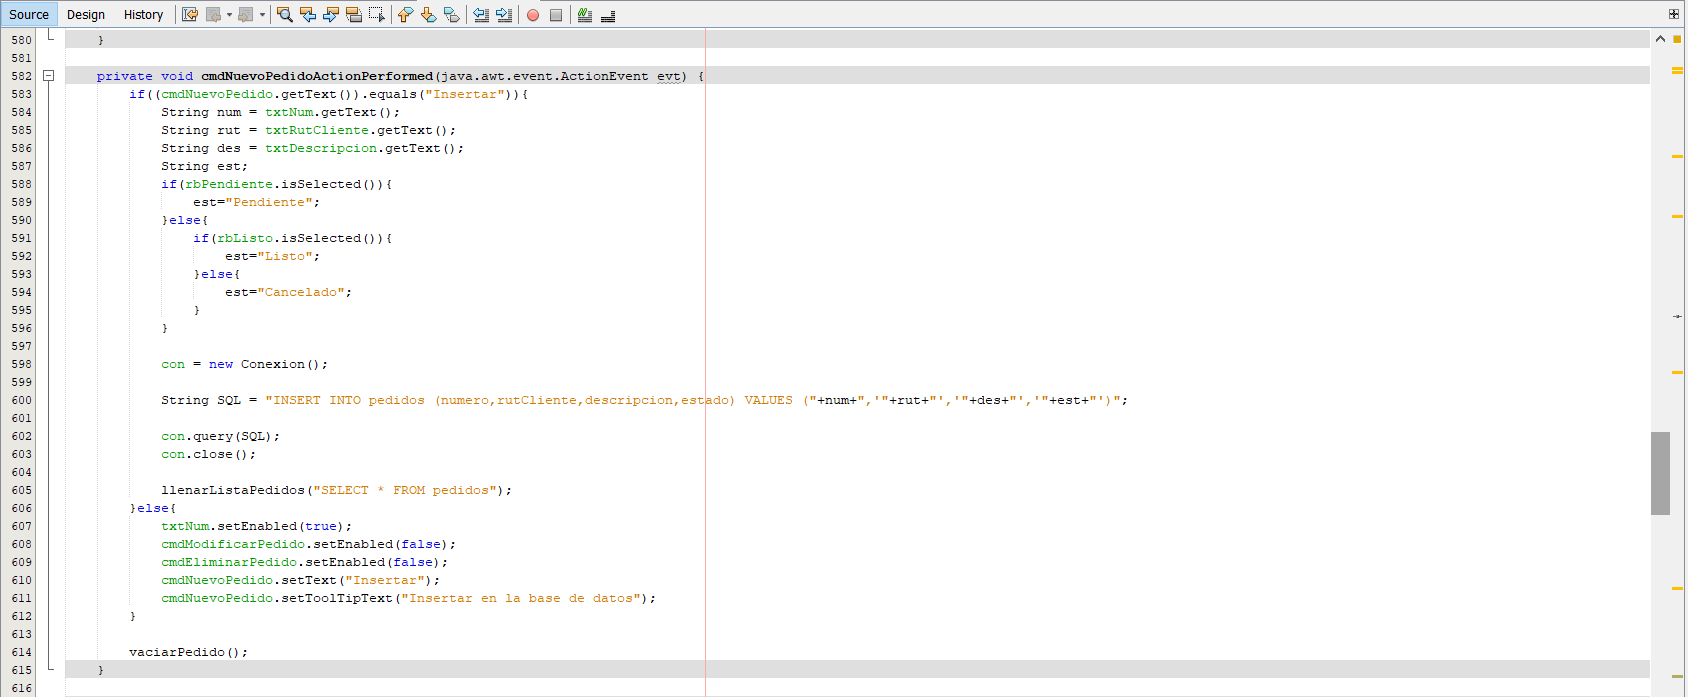 Source Design History
580 }
581
582 private void cmdNuevoPedidoActionPerformed(java.awt.event.ActionEvent evt) {
583 if((cmdNuevoPedido.getText()).equals("Insertar")){
584 String num = txtNum.getText();
585 String rut = txtRutCliente.getText();
586 String des = txtDescripcion.getText();
587 String est;
588 if(rbPendiente.isSelected()){
589 est="Pendiente";
590 }else{
591 if(rbListo.isSelected()){
592 est="Listo";
593 }else{
594 est="Cancelado";
595 }
596 }
597
598 con = new Conexion();
599
600 String SQL = "INSERT INTO pedidos (numero,rutCliente,descripcion,estado) VALUES ("+num+",'"+rut+"','"+des+"','"+est+"')";
601
602 con.query(SQL);
603 con.close();
604
605 llenarListaPedidos("SELECT * FROM pedidos");
606 }else{
607 txtNum.setEnabled(true);
608 cmdModificarPedido.setEnabled(false);
609 cmdEliminarPedido.setEnabled(false);
610 cmdNuevoPedido.setText("Insertar");
611 cmdNuevoPedido.setToolTipText("Insertar en la base de datos");
612 }
613
614 vaciarPedido();
615 }
616